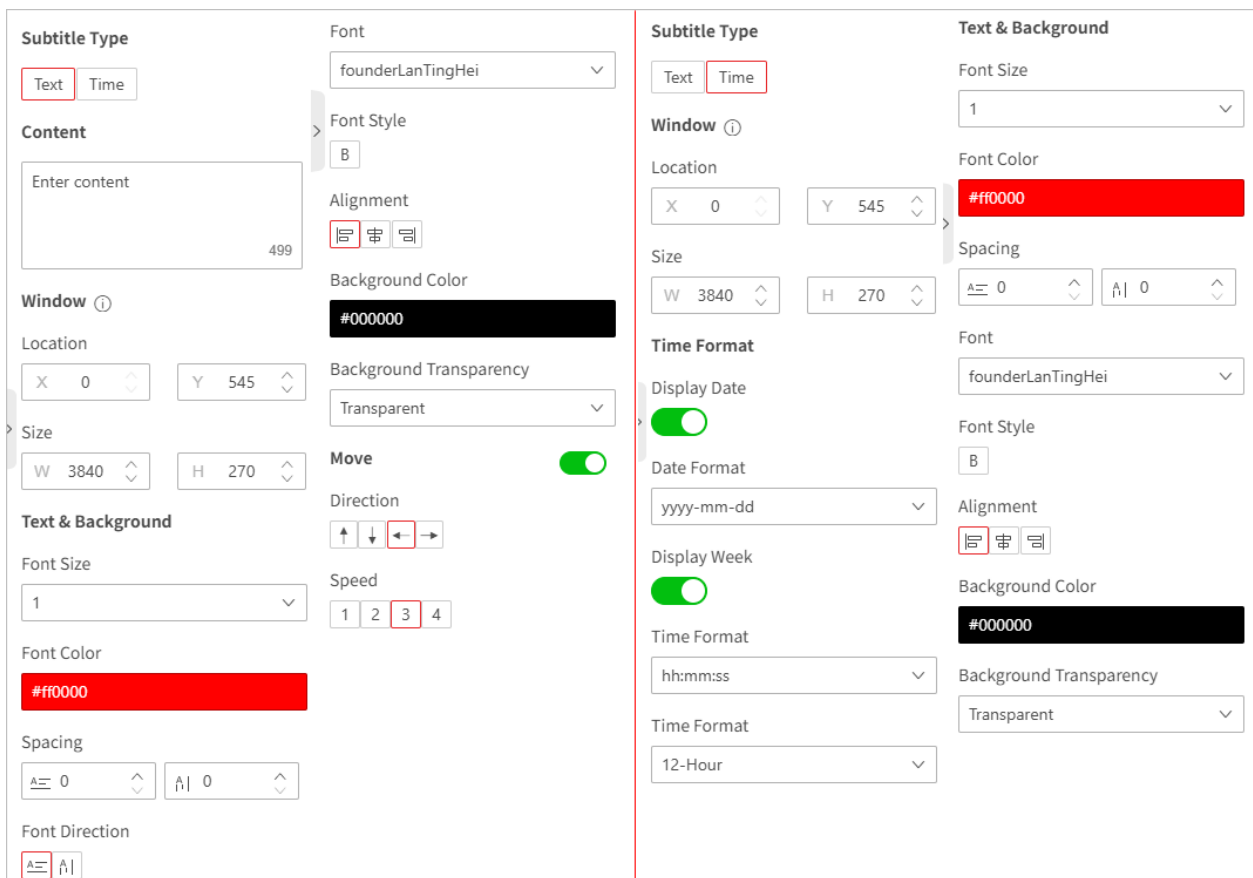 Subtitle Type
Text Time
Content
Enter content
499
Window
Location
X 0 Y 545
Size
W 3840 H 270
Text & Background
Font Size
1
Font Color
#ff0000
Spacing
A 0 A 0
Font Direction
A A
Font
founderLanTingHei
Font Style
B
Alignment
Background Color
#000000
Background Transparency
Transparent
Move
Direction
Speed
1 2 3 4
Subtitle Type
Text Time
Window
Location
X 0 Y 545
Size
W 3840 H 270
Time Format
Display Date
Date Format
yyyy-mm-dd
Display Week
Time Format
hh:mm:ss
Time Format
12-Hour
Text & Background
Font Size
1
Font Color
#ff0000
Spacing
A 0 A 0
Font
founderLanTingHei
Font Style
B
Alignment
Background Color
#000000
Background Transparency
Transparent